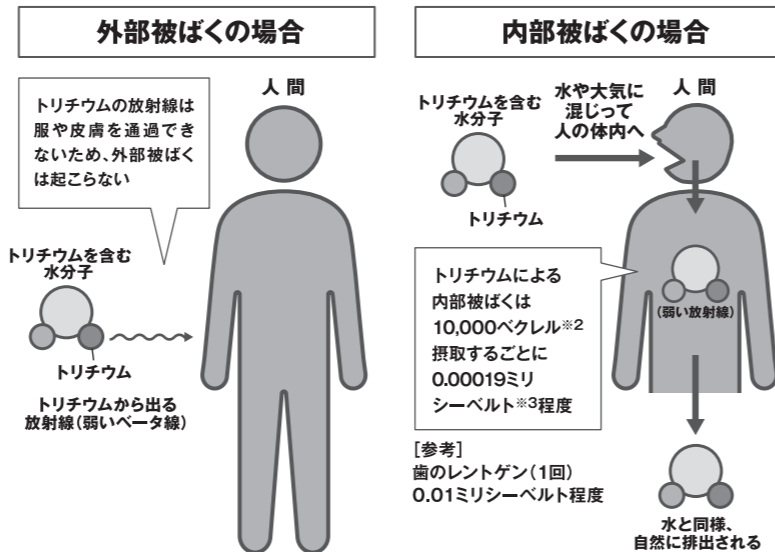 外部被ばくの場合
人間
トリチウムの放射線は
服や皮膚を通過でき
ないため、外部被ばく
は起こらない
トリチウムを含む
水分子
トリチウム
トリチウムから出る
放射線(弱いベータ線)
内部被ばくの場合
トリチウムを含む
水分子
トリチウム
水や大気に
混じって
人の体内へ
人間
トリチウムによる
内部被ばくは
10,000ベクレル※2
摂取するごとに
0.00019ミリ
シーベルト※3程度
(弱い放射線)
[参考]
歯のレントゲン(1回)
0.01ミリシーベルト程度
水と同様、
自然に排出される